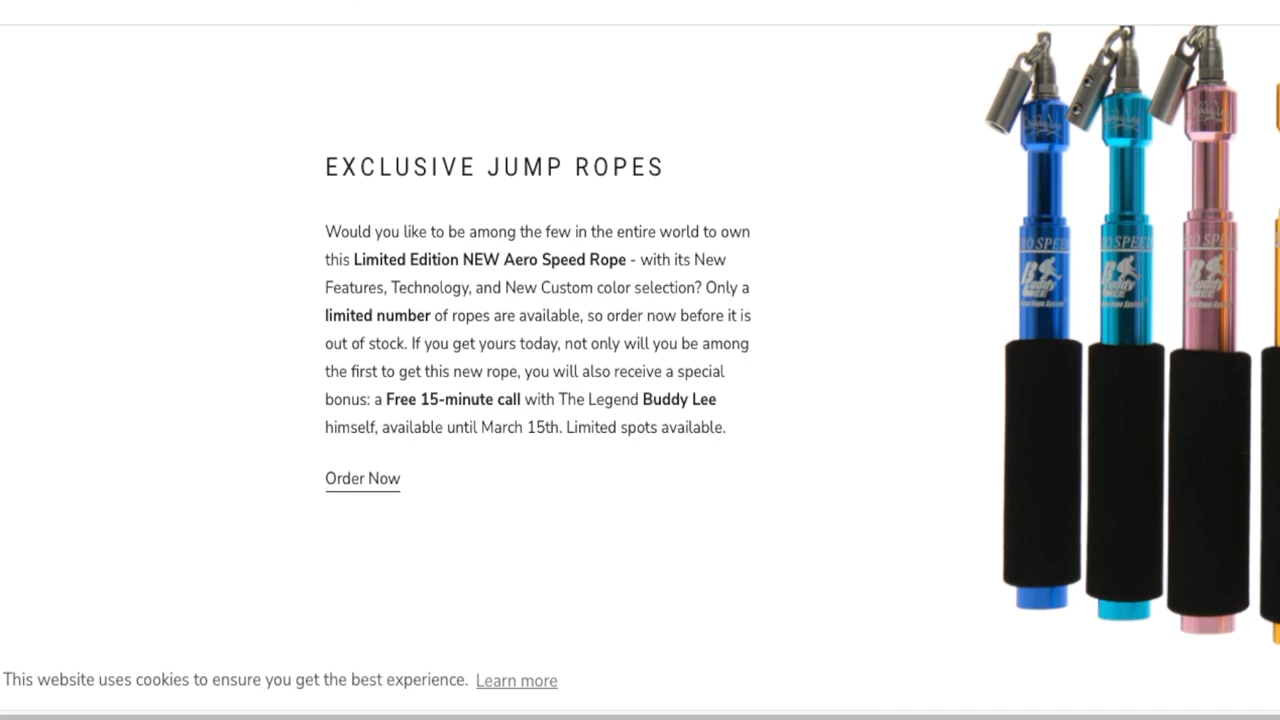 EXCLUSIVE JUMP ROPES
Would you like to be among the few in the entire world to own
this Limited Edition NEW Aero Speed Rope - with its New
Features, Technology, and New Custom color selection? Only a
limited number of ropes are available, so order now before it is
out of stock. If you get yours today, not only will you be among
the first to get this new rope, you will also receive a special
bonus: a Free 15-minute call with The Legend Buddy Lee
himself, available until March 15th. Limited spots available.
Order Now
SPEED
Buddy
SPEED
Buddy
Buddy
This website uses cookies to ensure you get the best experience. Learn more